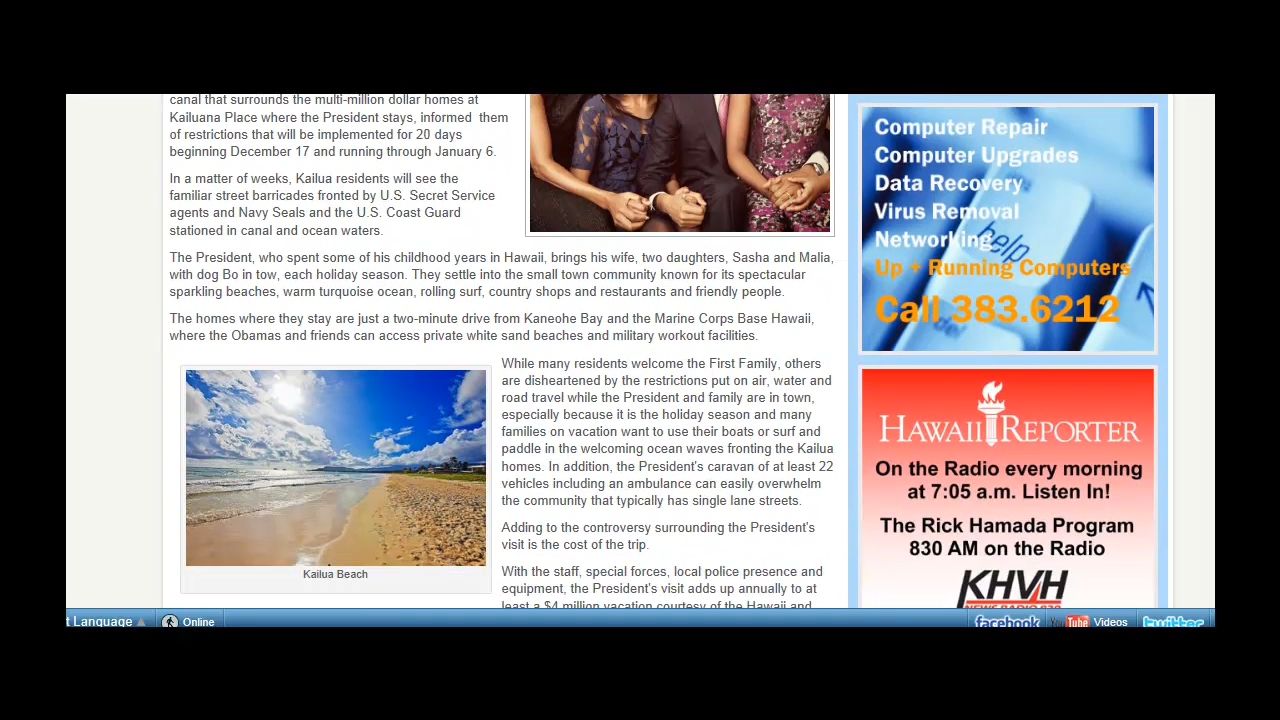 canal that surrounds the multi-million dollar homes at
Kailuana Place where the President stays, informed them
of restrictions that will be implemented for 20 days
beginning December 17 and running through January 6.
In a matter of weeks, Kailua residents will see the
familiar street barricades fronted by U.S. Secret Service
agents and Navy Seals and the U.S. Coast Guard
stationed in canal and ocean waters.
The President, who spent some of his childhood years in Hawaii, brings his wife, two daughters, Sasha and Malia,
with dog Bo in tow, each holiday season. They settle into the small town community known for its spectacular
sparkling beaches, warm turquoise ocean, rolling surf, country shops and restaurants and friendly people.
The homes where they stay are just a two-minute drive from Kaneohe Bay and the Marine Corps Base Hawaii,
where the Obamas and friends can access private white sand beaches and military workout facilities.
While many residents welcome the First Family, others
are disheartened by the restrictions put on air, water and
road travel while the President and family are in town,
especially because it is the holiday season and many
families on vacation want to use their boats or surf and
paddle in the welcoming ocean waves fronting the Kailua
homes. In addition, the President's caravan of at least 22
vehicles including an ambulance can easily overwhelm
the community that typically has single lane streets.
Kailua Beach
Adding to the controversy surrounding the President's
visit is the cost of the trip.
With the staff, special forces, local police presence and
equipment, the President's visit adds up annually to at
least a $4 million vacation courtesy of the Hawaii and
Computer Repair
Computer Upgrades
Data Recovery
Virus Removal
Networking
help
Up + Running Computers
Call 383.6212
del
HAWAII REPORTER
On the Radio every morning
at 7:05 a.m. Listen In!
The Rick Hamada Program
830 AM on the Radio
KHVH
NEWS RADIO 830
t Language
Online
facebook
YouTube Videos
twitter